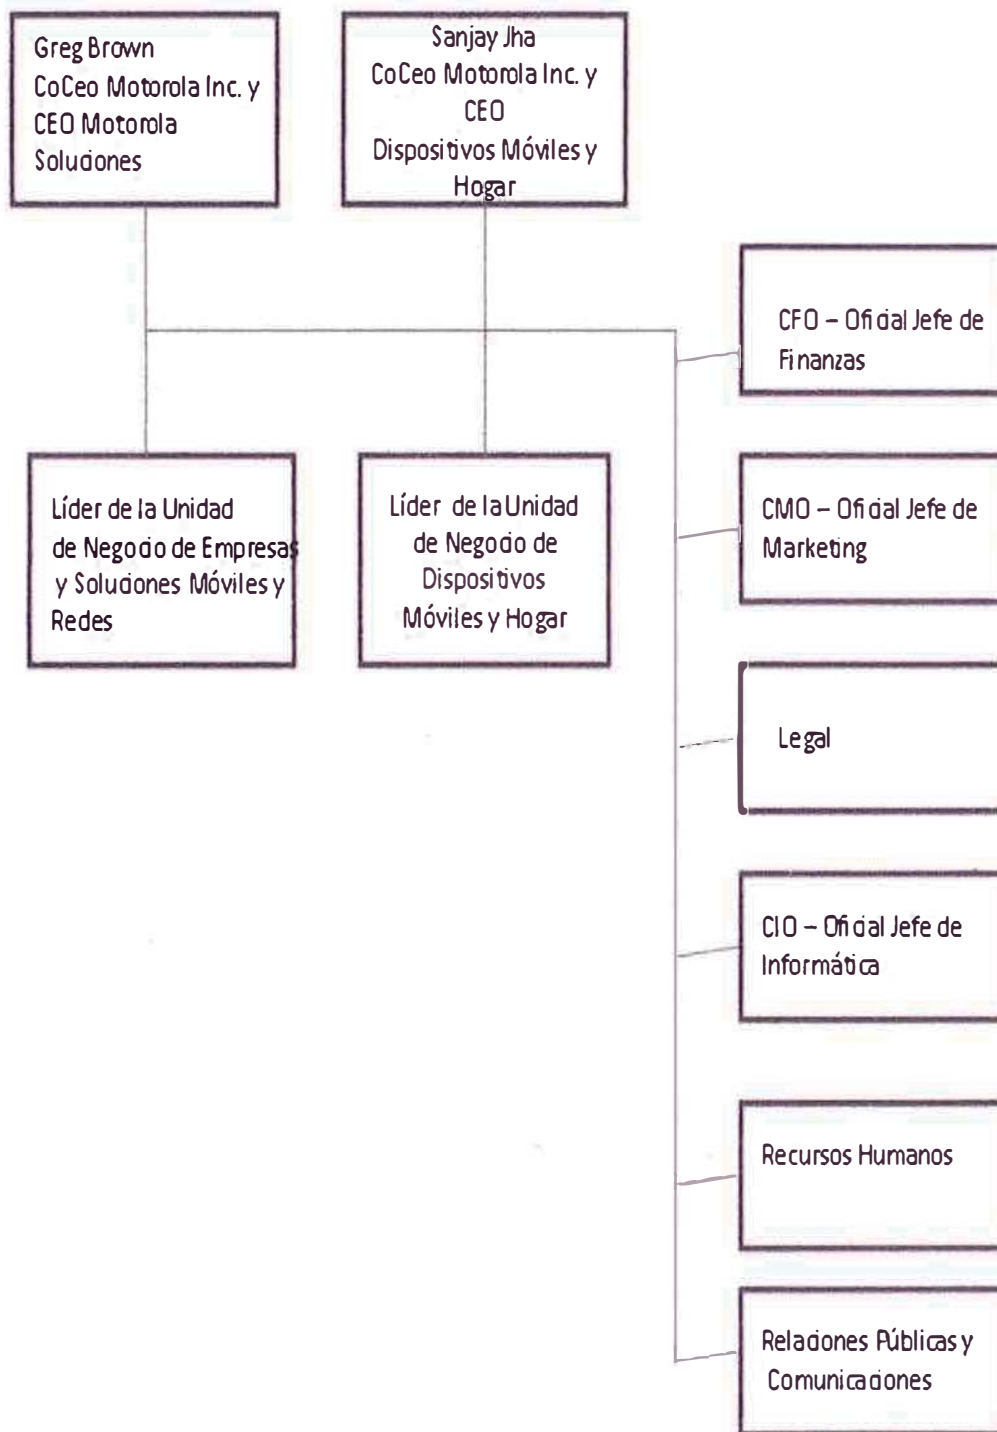 Greg Brown
CoCeo Motorola Inc. y
CEO Motorola
Soluciones
Sanjay Jha
CoCeo Motorola Inc. y
CEO
Dispositivos Móviles y
Hogar
CFO – Oficial Jefe de
Finanzas
Líder de la Unidad
de Negocio de Empresas
y Soluciones Móviles y
Redes
Líder de la Unidad
de Negocio de
Dispositivos
Móviles y Hogar
CMO – Oficial Jefe de
Marketing
Legal
CIO – Oficial Jefe de
Informática
Recursos Humanos
Relaciones Públicas y
Comunicaciones